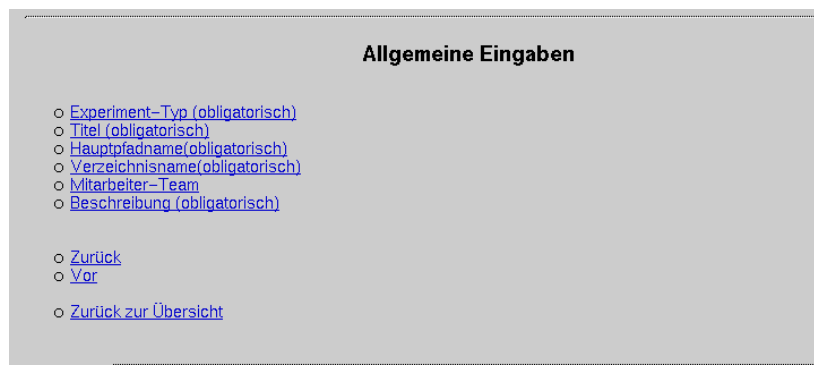 Allgemeine Eingaben
Experiment-Typ (obligatorisch)
Titel (obligatorisch)
Hauptpfadname(obligatorisch)
Verzeichnisname(obligatorisch)
Mitarbeiter-Team
Beschreibung (obligatorisch)
Zurück
Vor
Zurück zur Übersicht